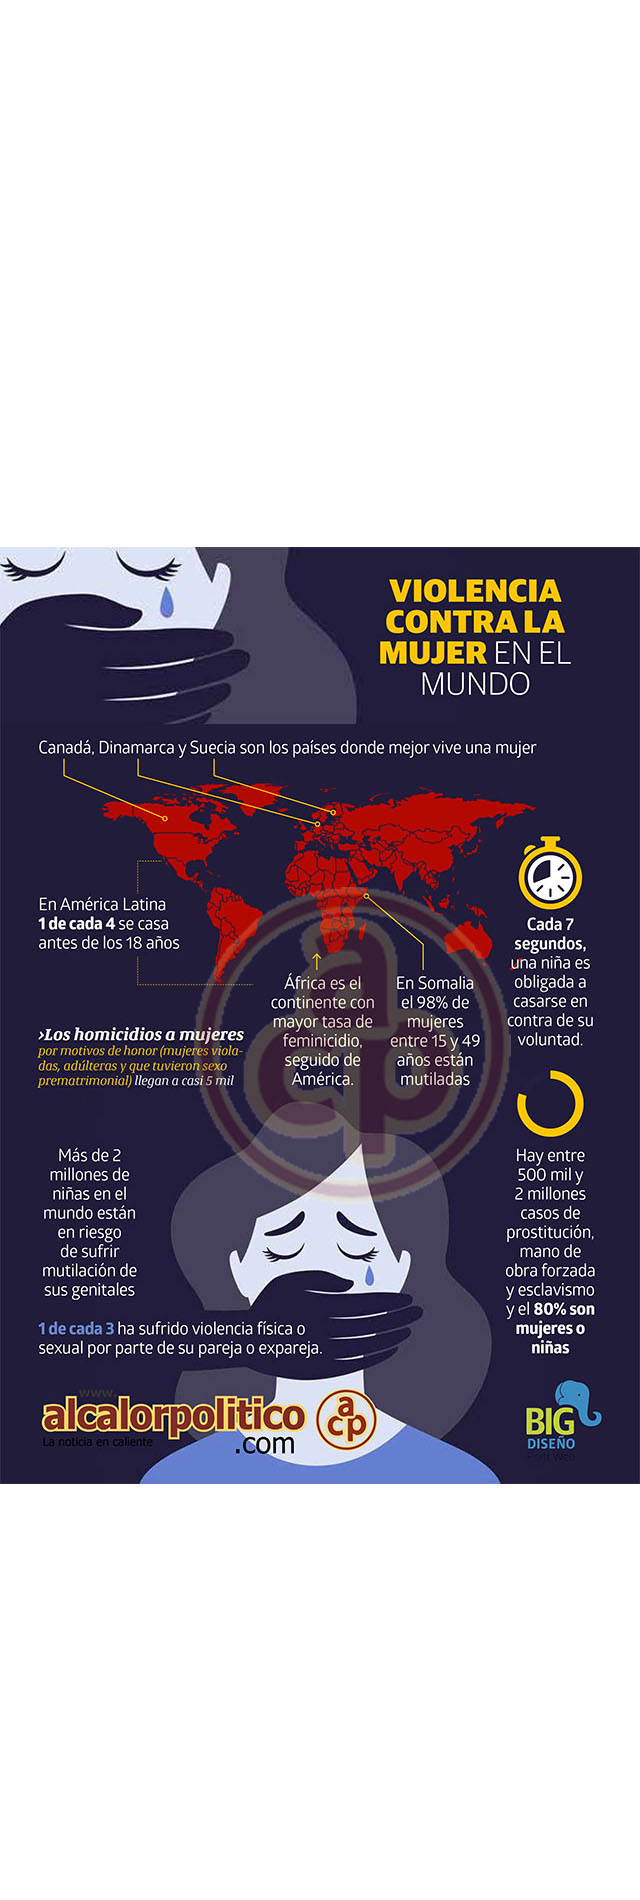 VIOLENCIA
CONTRA LA
MUJER EN EL
MUNDO
Canadá, Dinamarca y Suecia son los países donde mejor vive una mujer
En América Latina
1 de cada 4 se casa
antes de los 18 años
Cada 7
segundos,
una niña es
obligada a
casarse en
contra de su
voluntad.
África es el
continente con
mayor tasa de
feminicidio,
seguido de
América.
En Somalia
el 98% de
mujeres
entre 15 y 49
años están
mutiladas
›Los homicidios a mujeres
por motivos de honor (mujeres viola-
das, adúlteras y que tuvieron sexo
prematrimonial) llegan a casi 5 mil
Más de 2
millones de
niñas en el
mundo están
en riesgo
de sufrir
mutilación de
sus genitales
Hay entre
500 mil y
2 millones
casos de
prostitución,
mano de
obra forzada
y esclavismo
y el 80% son
mujeres o
niñas
1 de cada 3 ha sufrido violencia física o
sexual por parte de su pareja o expareja.
www.
alcalorpolitico
.com
La noticia en caliente
acp
BIG
DISEÑO
acp